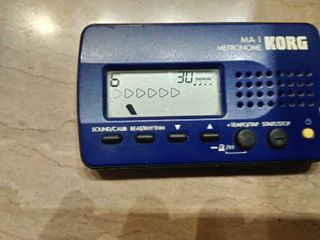 MA-1
METRONOME KORG
6 30
SOUND/CALIB BEAT/RHYTHM ▼ ▲ •TEMPO/TAP START/STOP